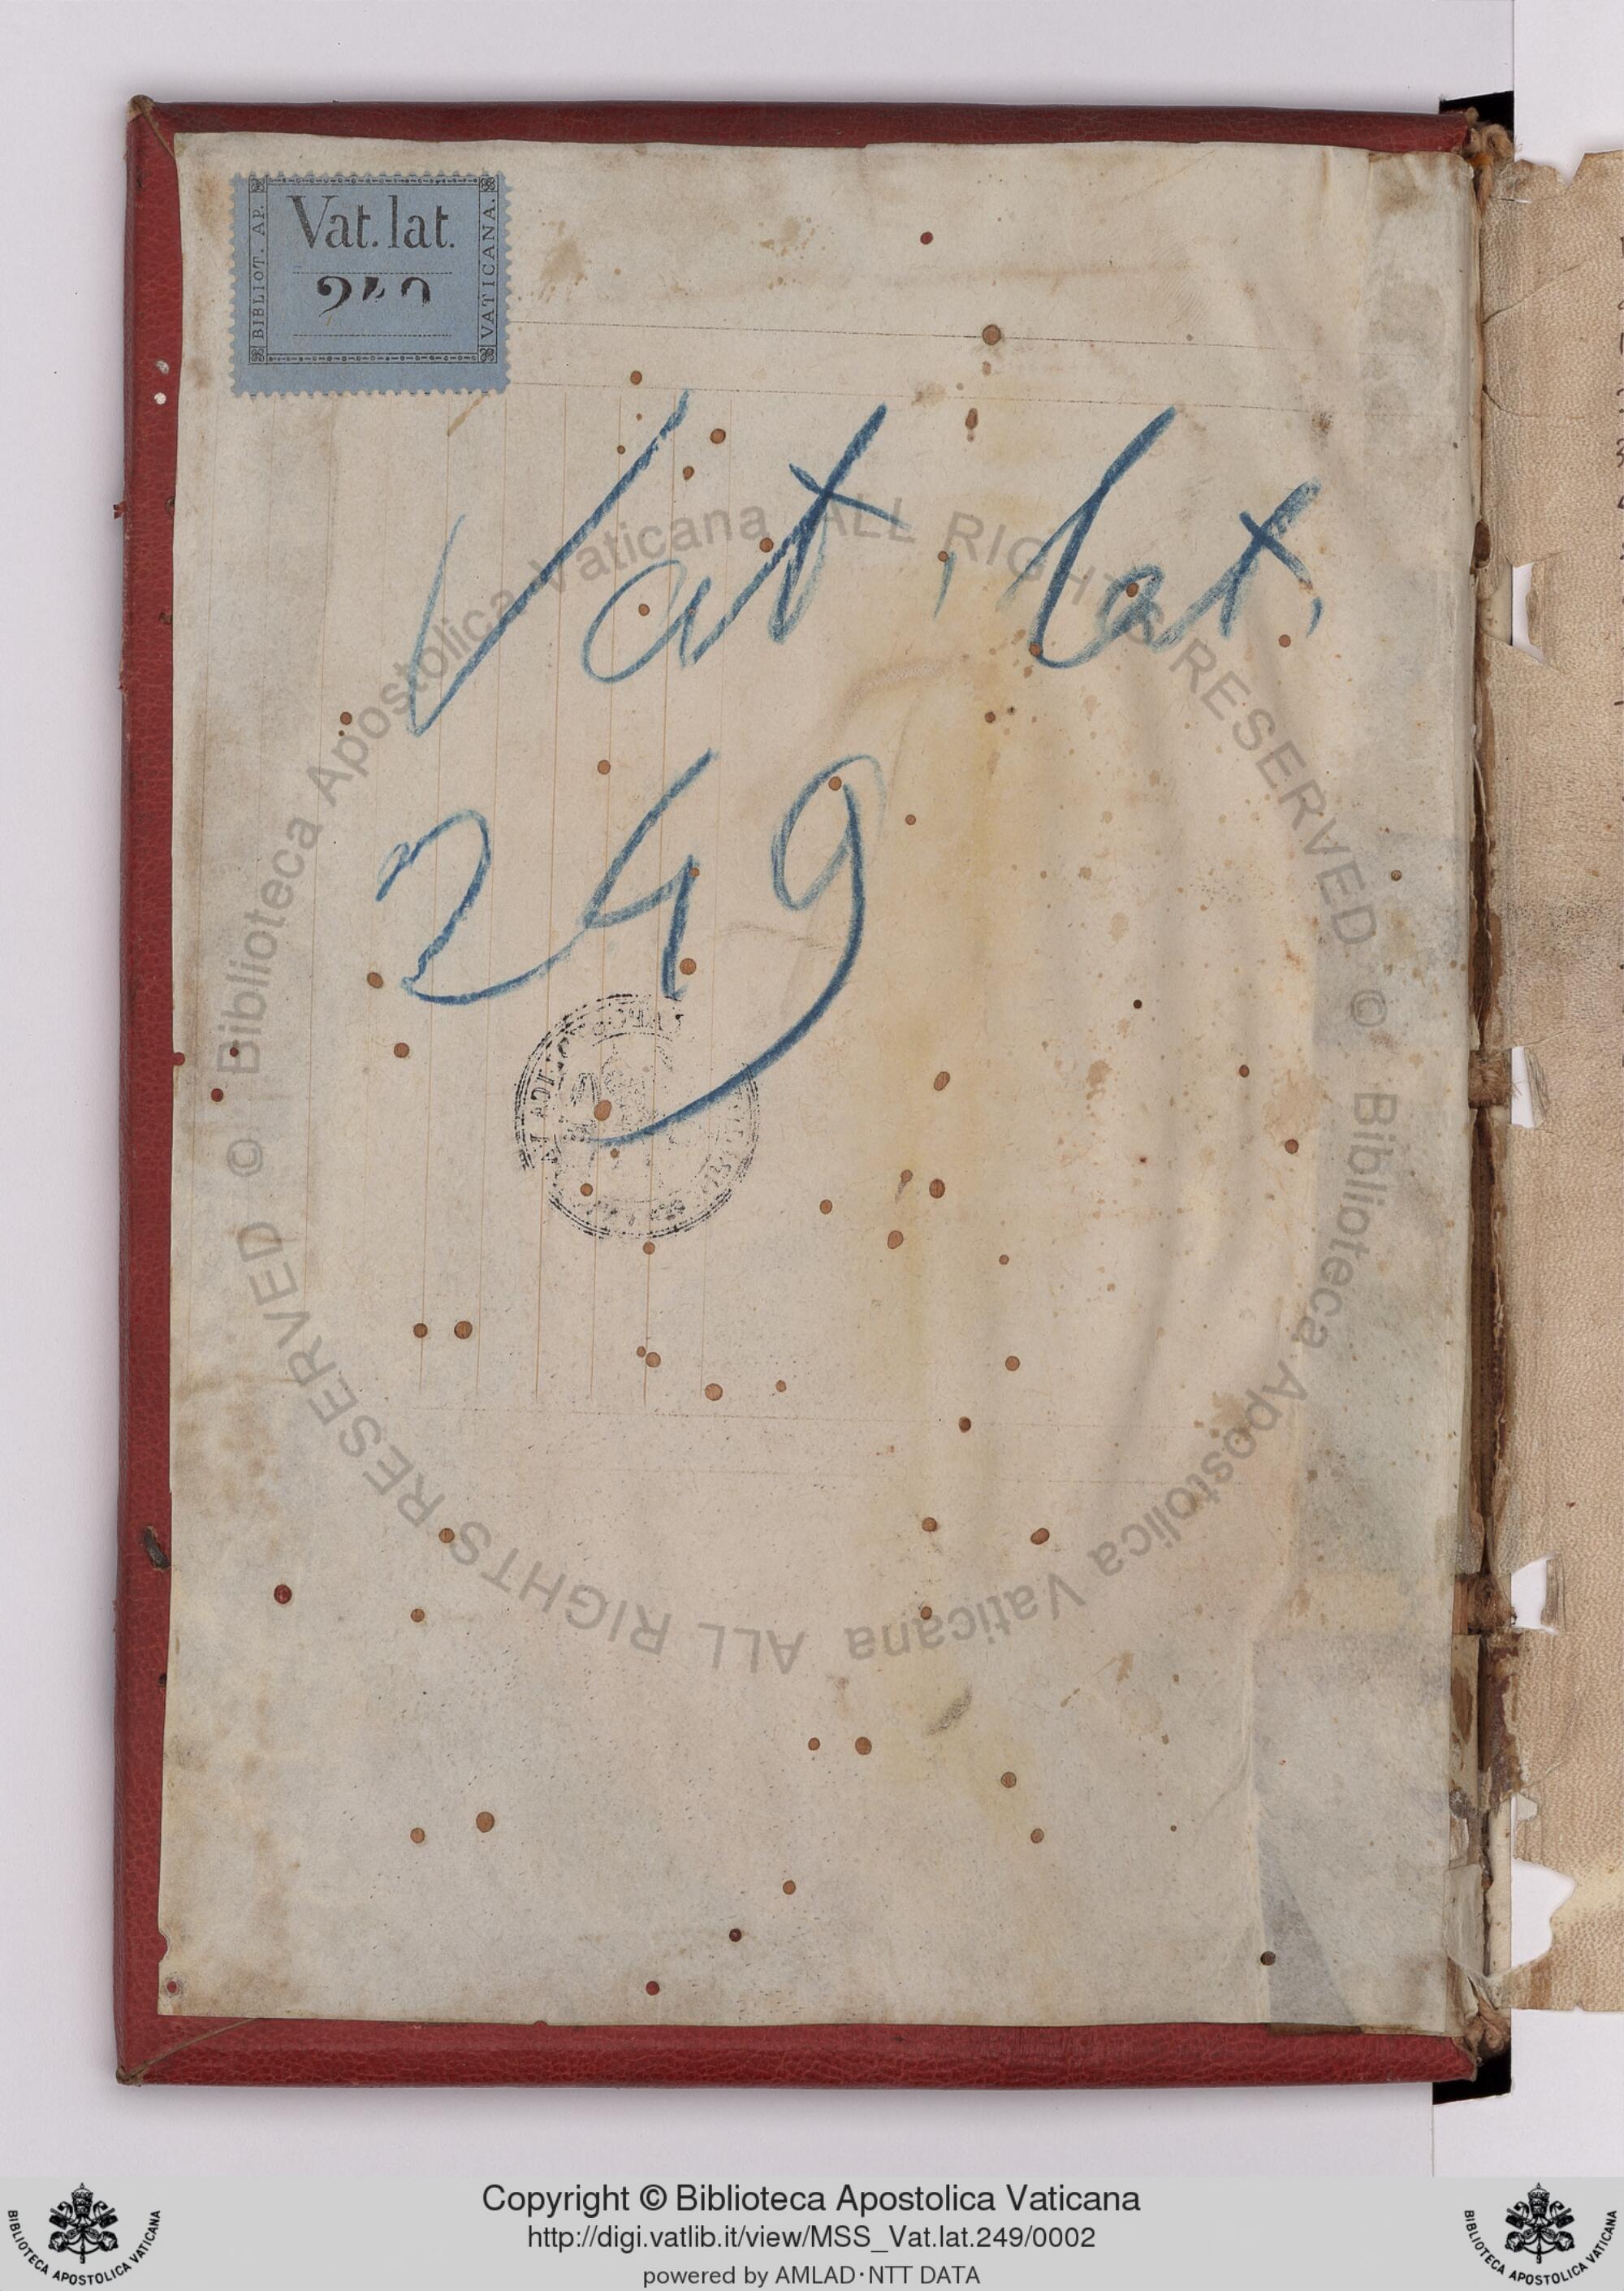 BIBLIOT. AP. VATICANA.
Vat. lat.
249
Vat. lat.
249
© Biblioteca Apostolica Vaticana ALL RIGHTS RESERVED
© Biblioteca Apostolica Vaticana ALL RIGHTS RESERVED
Copyright © Biblioteca Apostolica Vaticana
http://digi.vatlib.it/view/MSS_Vat.lat.249/0002
powered by AMLAD·NTT DATA
BIBLIOTECA APOSTOLICA VATICANA
BIBLIOTECA APOSTOLICA VATICANA